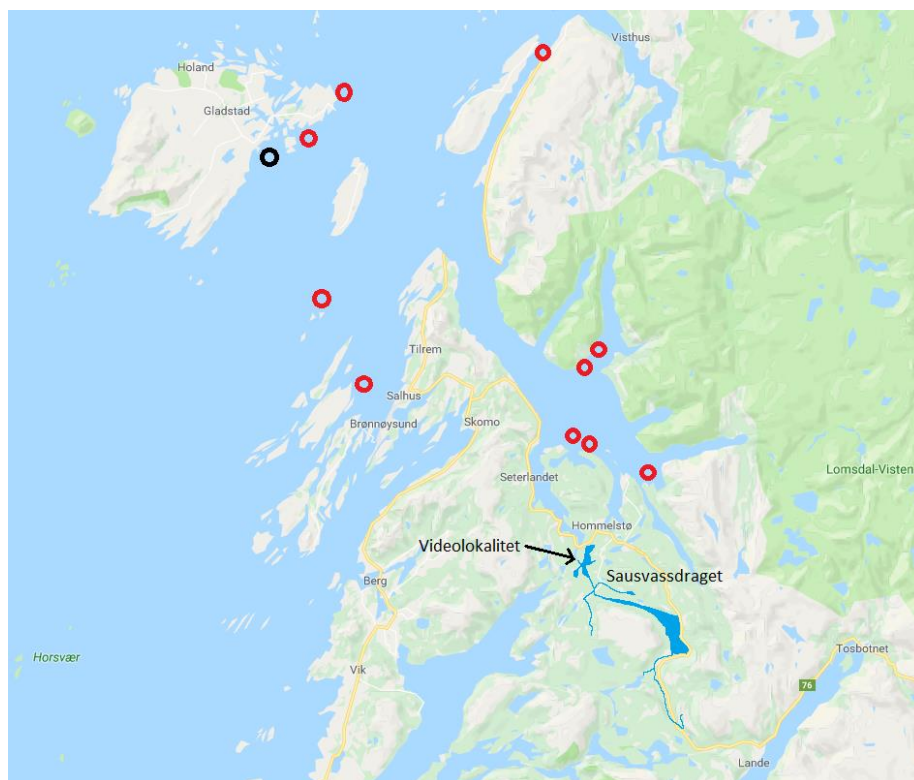 Visthus
Holand
Gladstad
Tilrem
Salhus
Brønnøysund
Skomo
Lomsdal-Visten
Seterlandet
Hommelstø
Videolokalitet
Sausvassdraget
Berg
Horsvær
Vik
Tosbotnet
76
Lande